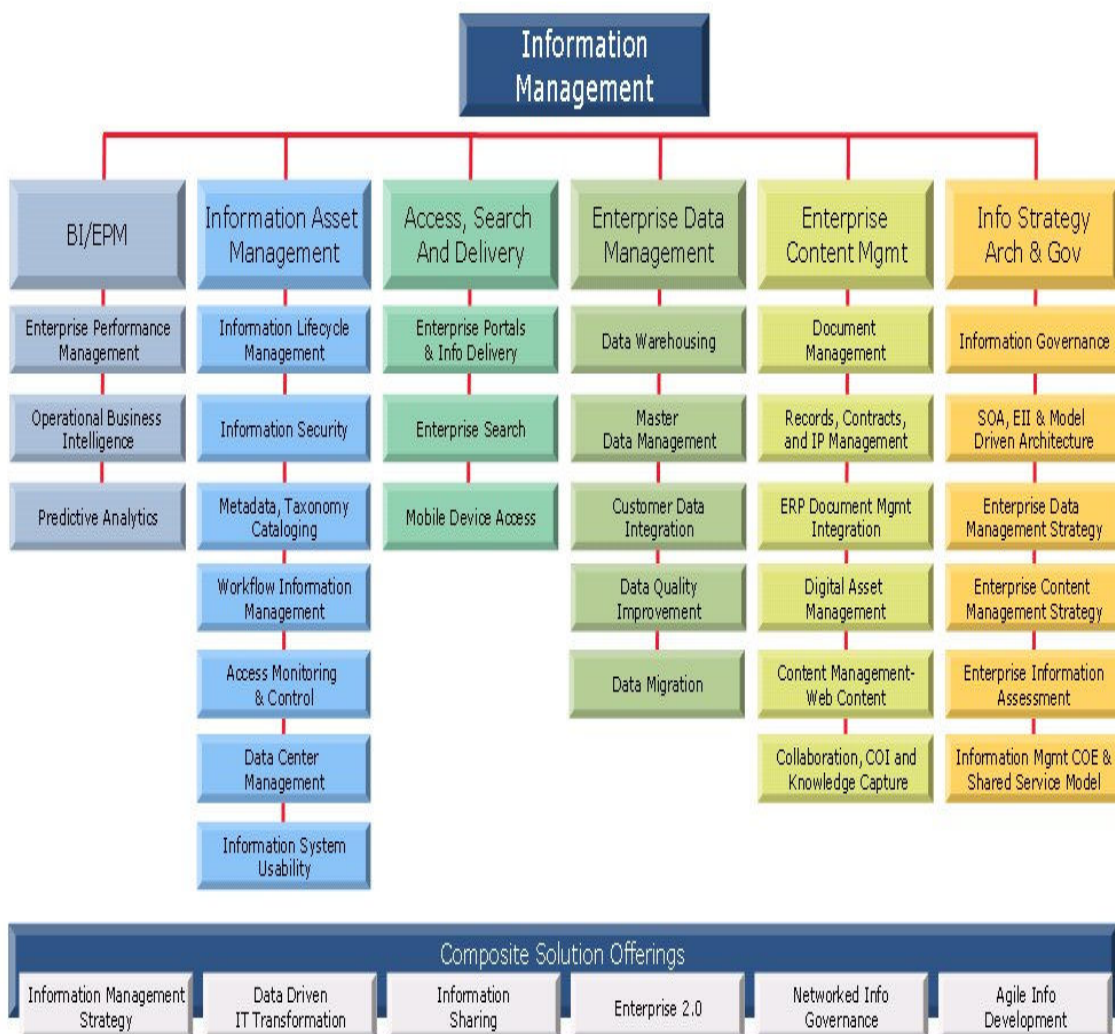 Information
Management
BI/EPM
Enterprise Performance
Management
Operational Business
Intelligence
Predictive Analytics
Information Asset
Management
Information Lifecycle
Management
Information Security
Metadata, Taxonomy
Cataloging
Workflow Information
Management
Access Monitoring
& Control
Data Center
Management
Information System
Usability
Access, Search
And Delivery
Enterprise Portals
& Info Delivery
Enterprise Search
Mobile Device Access
Enterprise Data
Management
Data Warehousing
Master
Data Management
Customer Data
Integration
Data Quality
Improvement
Data Migration
Enterprise
Content Mgmt
Document
Management
Records, Contracts,
and IP Management
ERP Document Mgmt
Integration
Digital Asset
Management
Content Management-
Web Content
Collaboration, COI and
Knowledge Capture
Info Strategy
Arch & Gov
Information Governance
SOA, EII & Model
Driven Architecture
Enterprise Data
Management Strategy
Enterprise Content
Management Strategy
Enterprise Information
Assessment
Information Mgmt COE &
Shared Service Model
Composite Solution Offerings
Information Management
Strategy
Data Driven
IT Transformation
Information
Sharing
Enterprise 2.0
Networked Info
Governance
Agile Info
Development